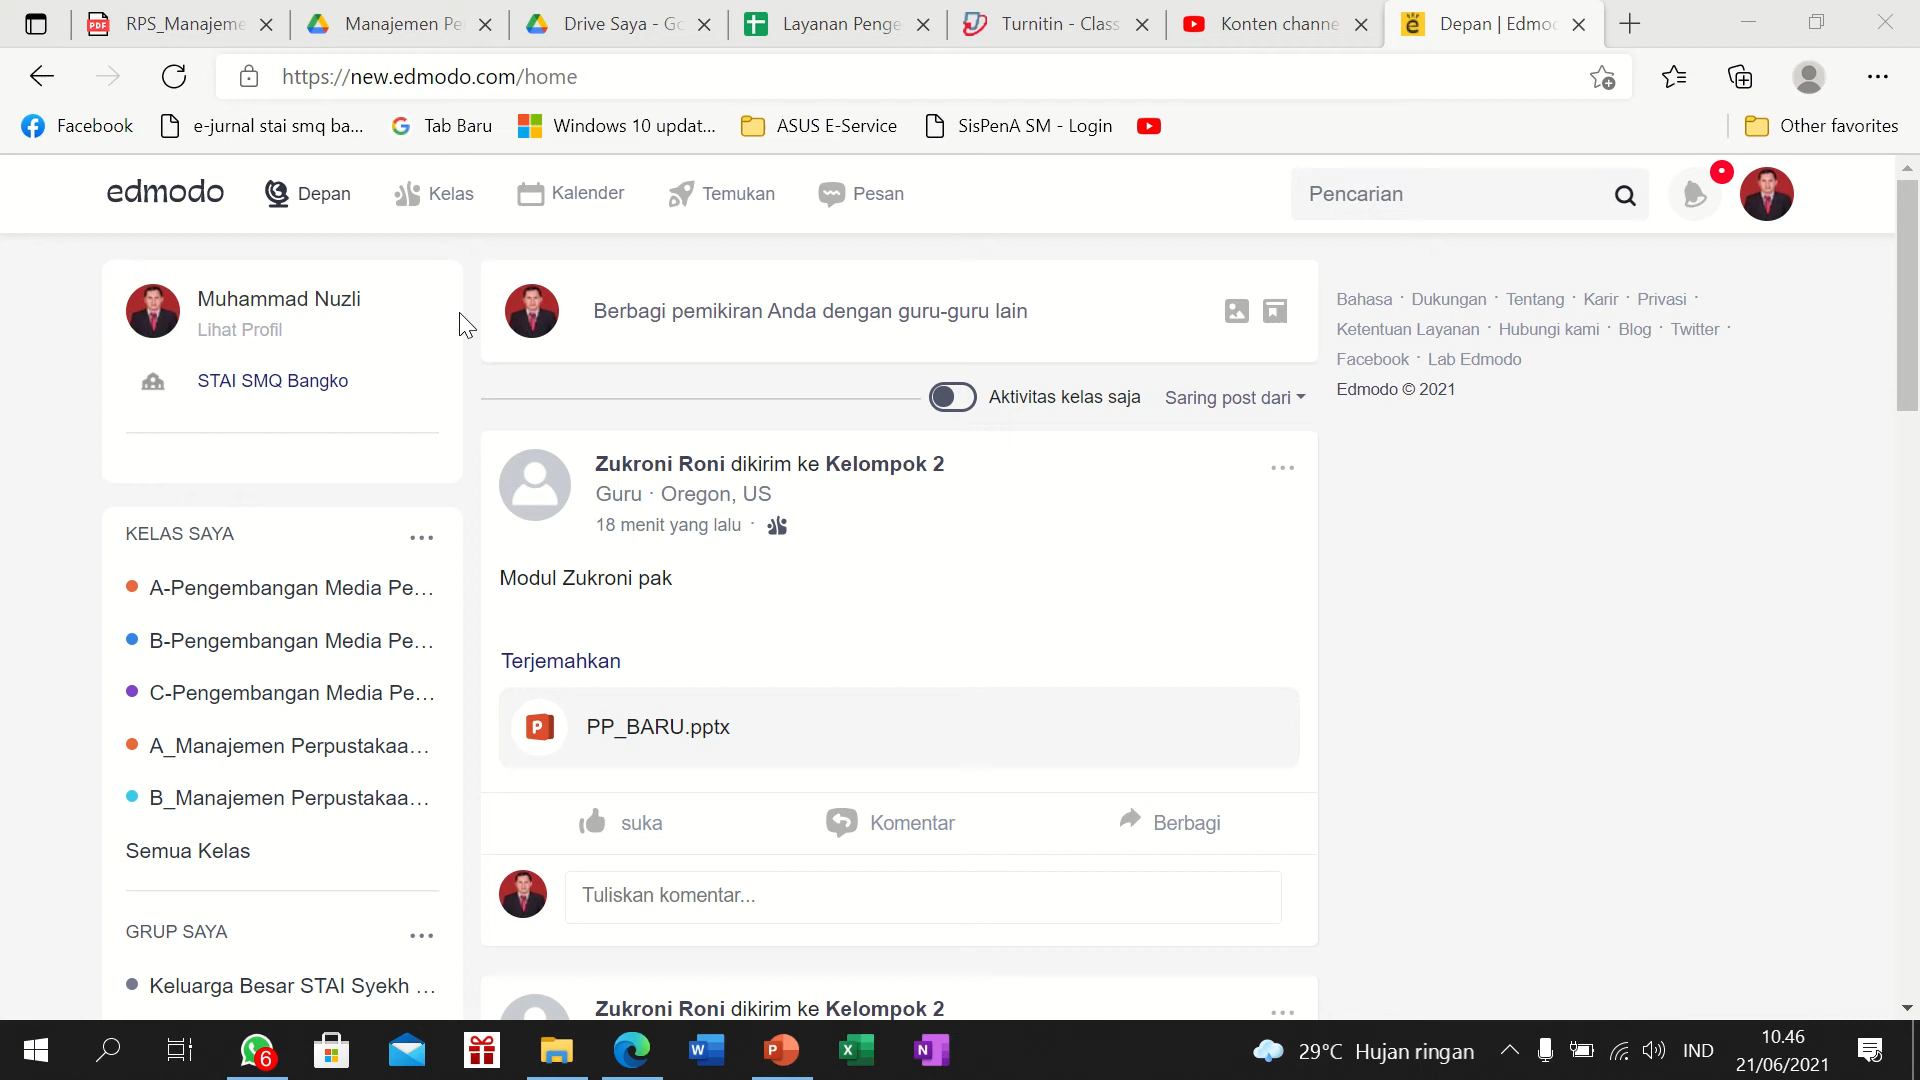 RPS_Manajeme
Manajemen Pe
Drive Saya - Go
Layanan Penge
Turnitin - Class
Konten channe
Depan | Edmo
https://new.edmodo.com/home
Facebook
e-jurnal stai smq ba...
Tab Baru
Windows 10 updat...
ASUS E-Service
SisPenA SM - Login
Other favorites
edmodo
Depan
Kelas
Kalender
Temukan
Pesan
Pencarian
Muhammad Nuzli
Lihat Profil
STAI SMQ Bangko
KELAS SAYA
A-Pengembangan Media Pe...
B-Pengembangan Media Pe...
C-Pengembangan Media Pe...
A_Manajemen Perpustakaa...
B_Manajemen Perpustakaa...
Semua Kelas
GRUP SAYA
Keluarga Besar STAI Syekh ...
Berbagi pemikiran Anda dengan guru-guru lain
Aktivitas kelas saja
Saring post dari
Zukroni Roni dikirim ke Kelompok 2
Guru · Oregon, US
18 menit yang lalu ·
Modul Zukroni pak
Terjemahkan
PP_BARU.pptx
suka
Komentar
Berbagi
Tuliskan komentar...
Zukroni Roni dikirim ke Kelompok 2
Bahasa · Dukungan · Tentang · Karir · Privasi ·
Ketentuan Layanan · Hubungi kami · Blog · Twitter ·
Facebook · Lab Edmodo
Edmodo © 2021
6
29°C Hujan ringan
IND
10.46
21/06/2021